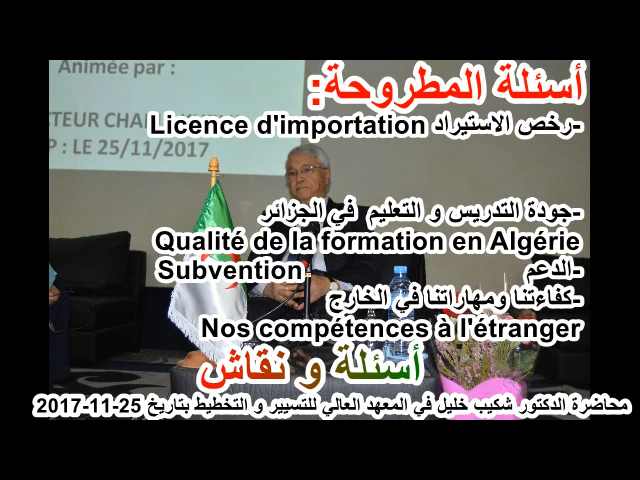 Animée par :
أسئلة المطروحة:
CTEUR CHA
-رخص الاستيراد Licence d'importation
P : LE 25/11/2017
-جودة التدريس و التعليم في الجزائر
Qualité de la formation en Algérie
-الدعم Subvention
-كفاءتنا ومهاراتنا في الخارج
Nos compétences à l'étranger
أسئلة و نقاش
محاضرة الدكتور شكيب خليل في المعهد العالي للتسيير و التخطيط بتاريخ 25-11-2017